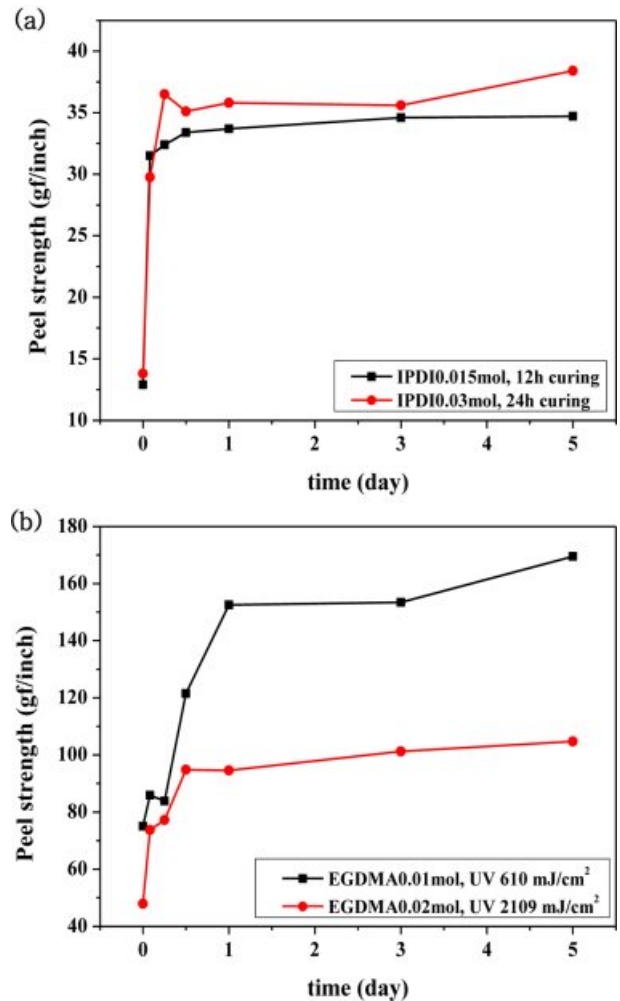 (a)
40
35
30
25
20
15
10
Peel strength (gf/inch)
IPDI0.015mol, 12h curing
IPDI0.03mol, 24h curing
0 1 2 3 4 5
time (day)
(b)
180
160
140
120
100
80
60
40
Peel strength (gf/inch)
EGDMA0.01mol, UV 610 mJ/cm²
EGDMA0.02mol, UV 2109 mJ/cm²
0 1 2 3 4 5
time (day)